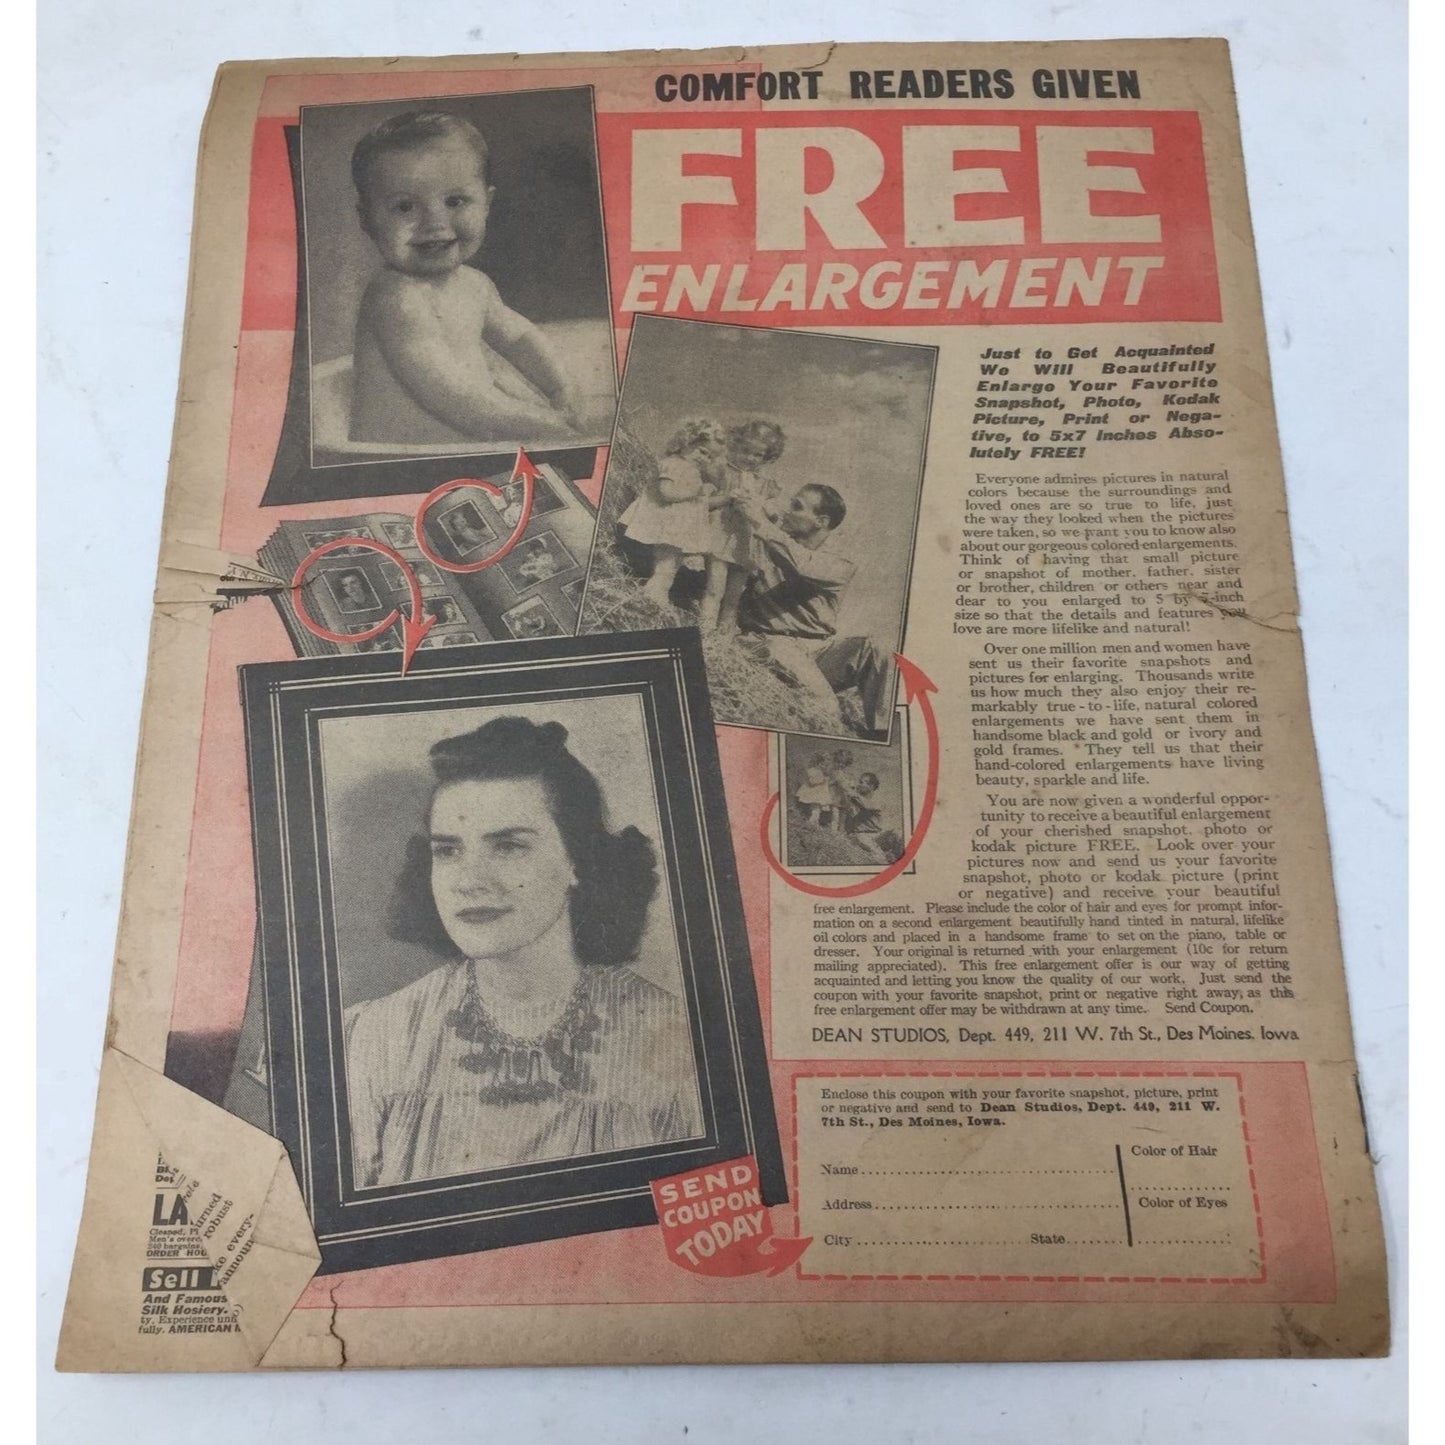 COMFORT READERS GIVEN
FREE
ENLARGEMENT
Just to Get Acquainted
We Will Beautifully
Enlarge Your Favorite
Snapshot, Photo, Kodak
Picture, Print or Nega-
tive, to 5x7 Inches Abso-
lutely FREE!
Everyone admires pictures in natural
colors because the surroundings and
loved ones are so true to life, just
the way they looked when the pictures
were taken, so we want you to know also
about our gorgeous colored enlargements.
Think of having that small picture
or snapshot of mother, father, sister
or brother, children or others near and
dear to you enlarged to 5 by 7-inch
size so that the details and features you
love are more lifelike and natural!
Over one million men and women have
sent us their favorite snapshots and
pictures for enlarging. Thousands write
us how much they also enjoy their re-
markably true-to-life, natural colored
enlargements we have sent them in
handsome black and gold or ivory and
gold frames. They tell us that their
hand-colored enlargements have living
beauty, sparkle and life.
You are now given a wonderful oppor-
tunity to receive a beautiful enlargement
of your cherished snapshot, photo or
kodak picture FREE. Look over your
pictures now and send us your favorite
snapshot, photo or kodak picture (print
or negative) and receive your beautiful
free enlargement. Please include the color of hair and eyes for prompt infor-
mation on a second enlargement beautifully hand tinted in natural, lifelike
oil colors and placed in a handsome frame to set on the piano, table or
dresser. Your original is returned with your enlargement (10c for return
mailing appreciated). This free enlargement offer is our way of getting
acquainted and letting you know the quality of our work. Just send the
coupon with your favorite snapshot, print or negative right away, as this
free enlargement offer may be withdrawn at any time. Send Coupon.
DEAN STUDIOS, Dept. 449, 211 W. 7th St., Des Moines, Iowa
SEND
COUPON
TODAY
Enclose this coupon with your favorite snapshot, picture, print
or negative and send to Dean Studios, Dept. 449, 211 W.
7th St., Des Moines, Iowa.
Color of Hair
Name
Address
Color of Eyes
City State
LA
Cleaned,
Men's
240 bargains
ORDER HOU
Sell
And Famous
Silk Hosiery.
ty. Experience
fully. AMERICAN
urned
robust
every-
announ